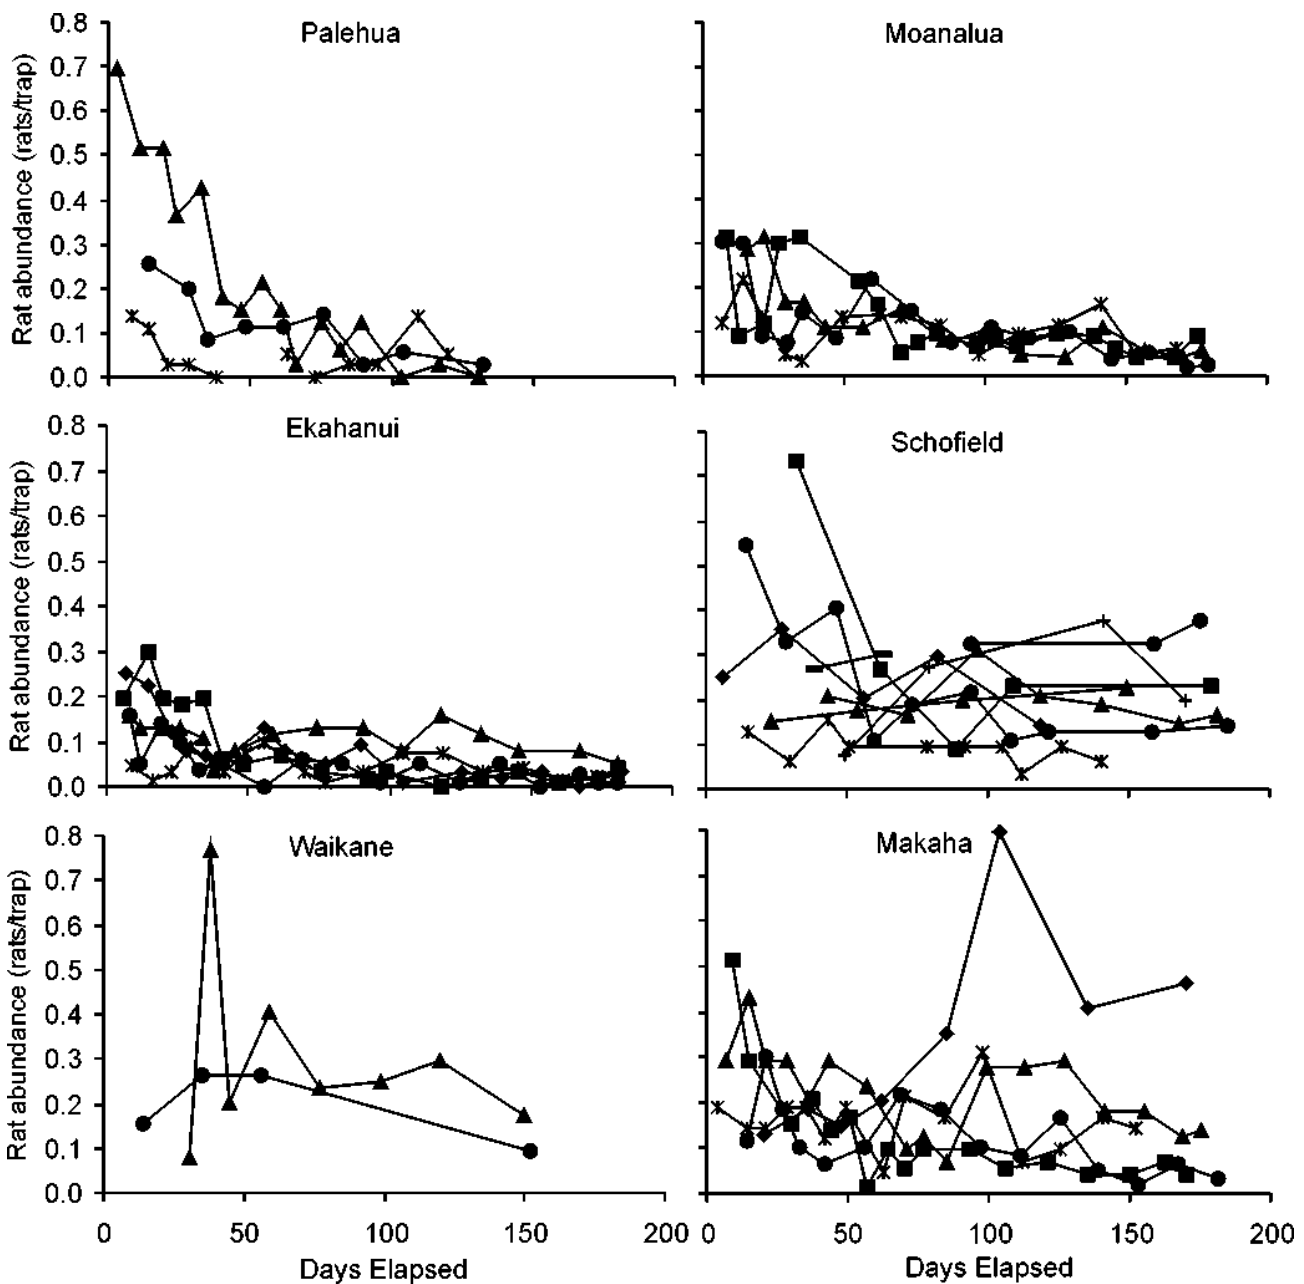 Palehua
Rat abundance (rats/trap)
0.8
0.7
0.6
0.5
0.4
0.3
0.2
0.1
0.0
Moanalua
Ekahanui
Rat abundance (rats/trap)
0.8
0.7
0.6
0.5
0.4
0.3
0.2
0.1
0.0
Schofield
Waikane
Rat abundance (rats/trap)
0.8
0.7
0.6
0.5
0.4
0.3
0.2
0.1
0.0
0 50 100 150 200
Days Elapsed
Makaha
0 50 100 150 200
Days Elapsed